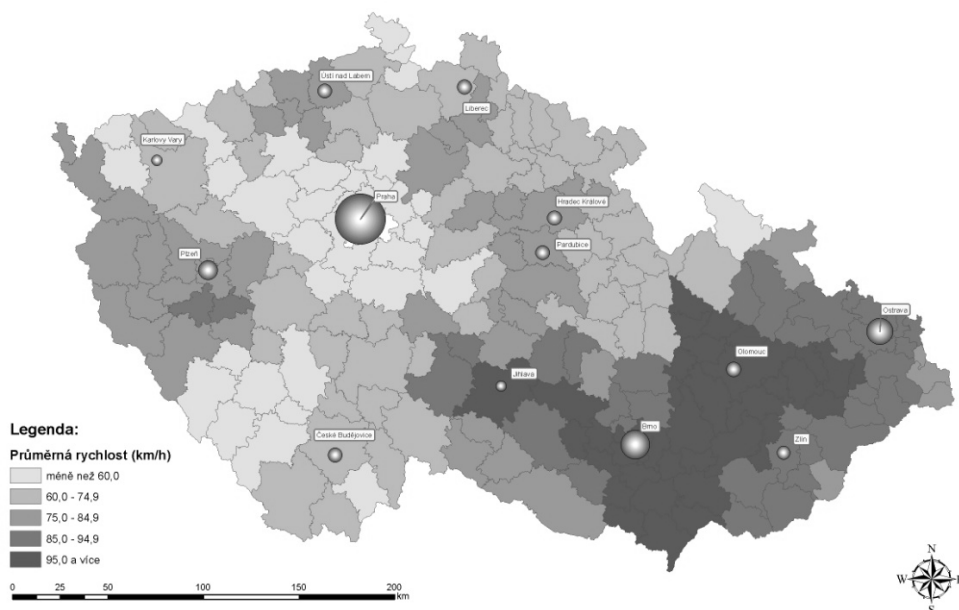 Ústí nad Labem
Liberec
Karlovy Vary
Praha
Hradec Králové
Pardubice
Plzeň
Ostrava
Olomouc
Jihlava
Brno
České Budějovice
Zlín
Legenda:
Průměrná rychlost (km/h)
méně než 60,0
60,0 - 74,9
75,0 - 84,9
85,0 - 94,9
95,0 a více
0 25 50 100 150 200
km
N
W E
S